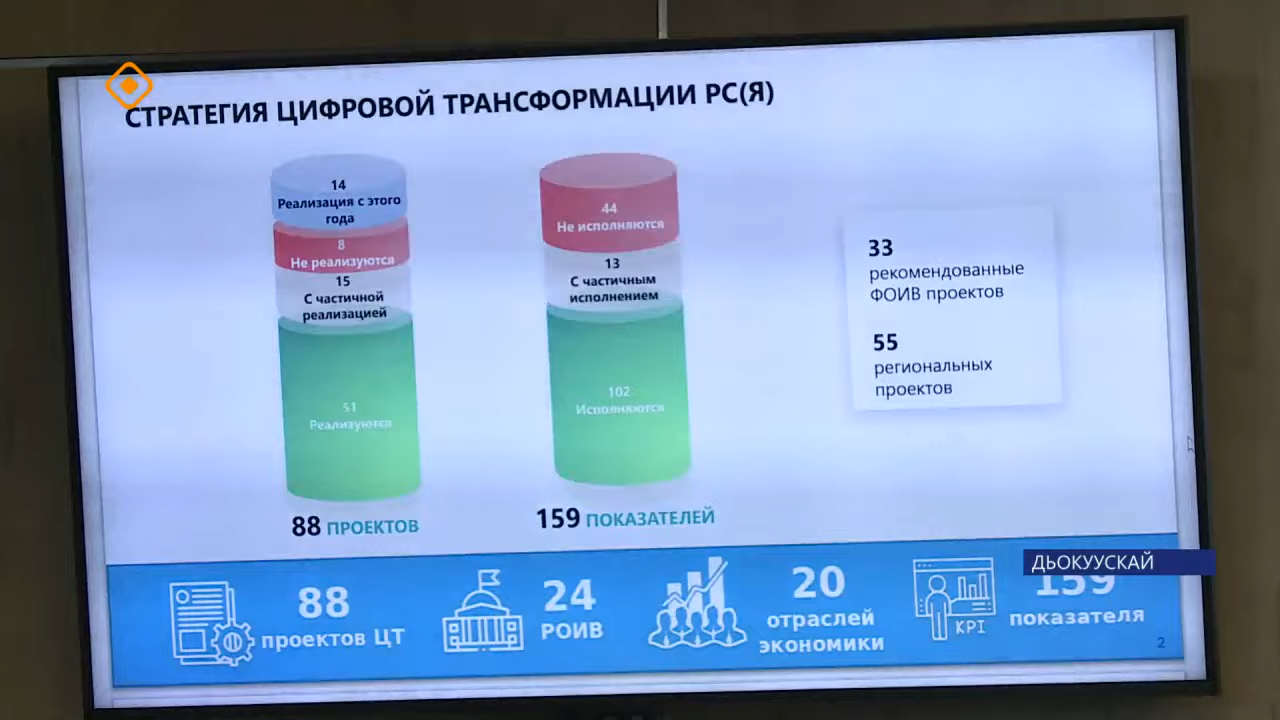 СТРАТЕГИЯ ЦИФРОВОЙ ТРАНСФОРМАЦИИ РС(Я)
14
Реализация с этого
года
8
Не реализуются
15
С частичной
реализацией
51
Реализуются
88 ПРОЕКТОВ
44
Не исполняются
13
С частичным
исполнением
102
Исполняются
159 ПОКАЗАТЕЛЕЙ
33
рекомендованные
ФОИВ проектов
55
региональных
проектов
88
проектов ЦТ
24
РОИВ
20
отраслей
экономики
KPI
159
показателя
2
ДЬОКУУСКАЙ